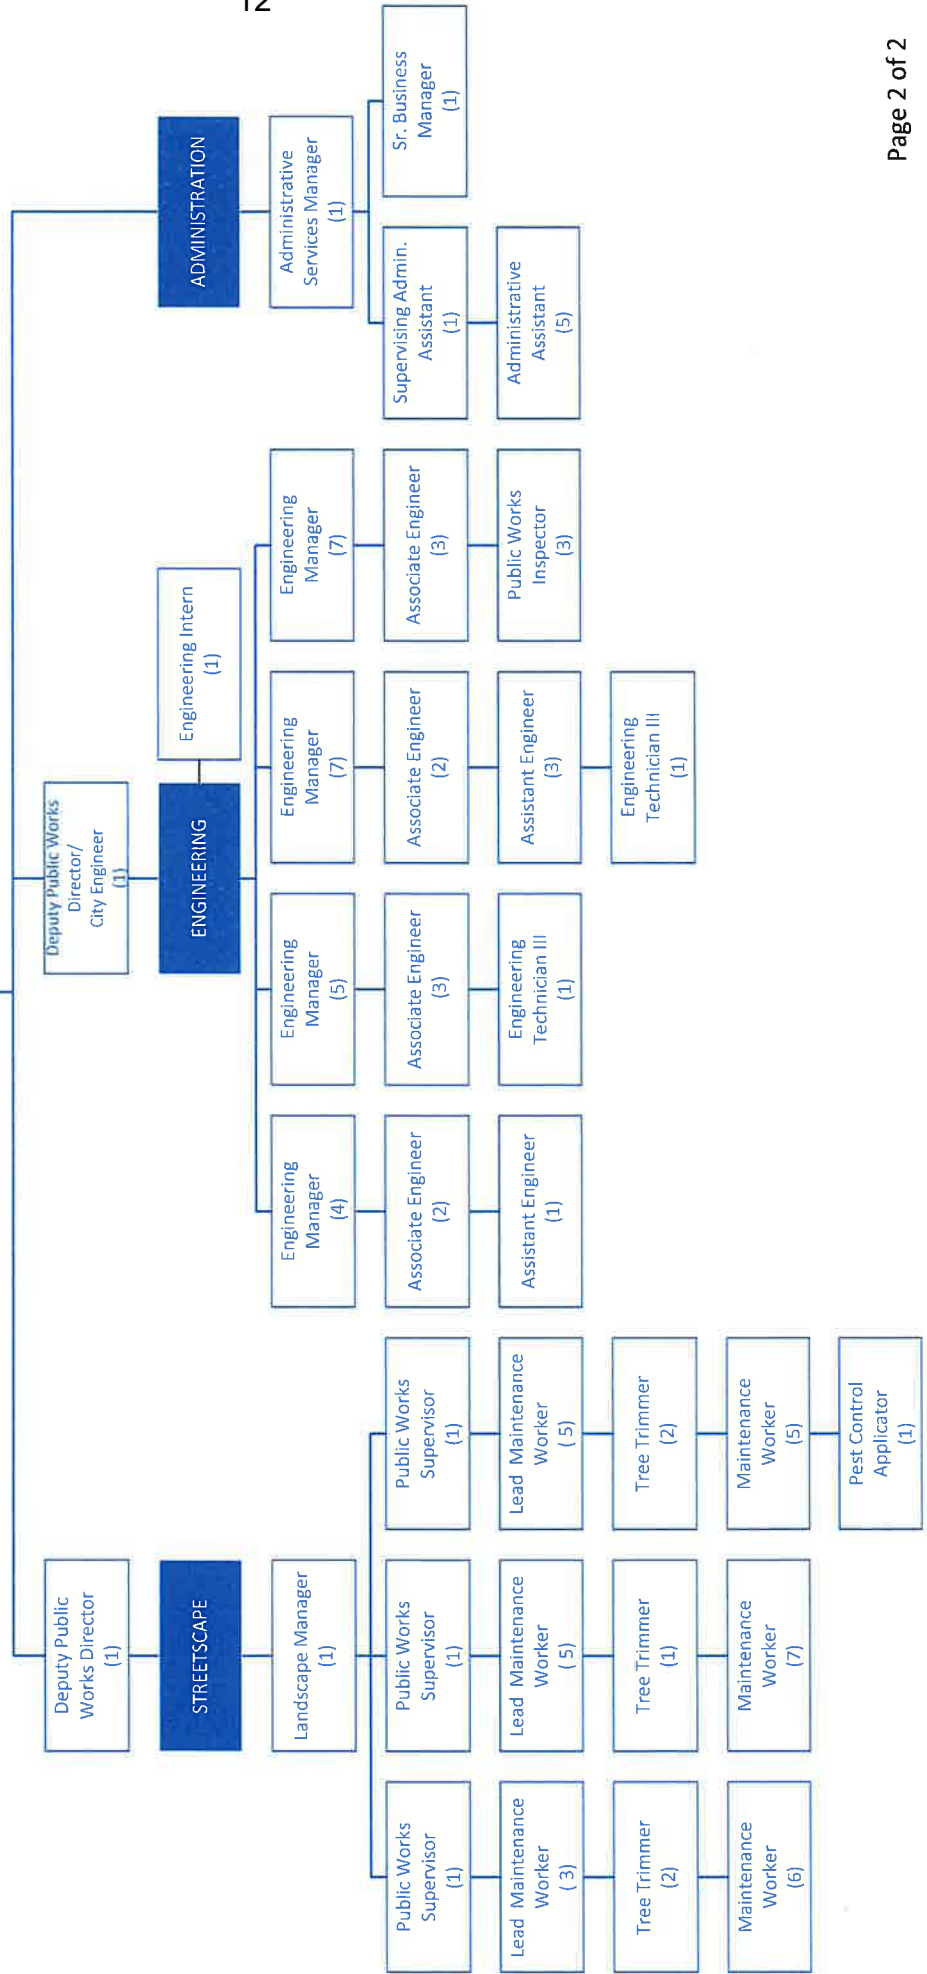 12
Deputy Public
Works Director
(1)
STREETSCAPE
Landscape Manager
(1)
Public Works
Supervisor
(1)
Lead Maintenance
Worker
( 3)
Tree Trimmer
(2)
Maintenance
Worker
(6)
Public Works
Supervisor
(1)
Lead Maintenance
Worker
( 5)
Tree Trimmer
(1)
Maintenance
Worker
(7)
Public Works
Supervisor
(1)
Lead Maintenance
Worker
( 5)
Tree Trimmer
(2)
Maintenance
Worker
(5)
Pest Control
Applicator
(1)
Deputy Public Works
Director/
City Engineer
(1)
ENGINEERING
Engineering Intern
(1)
Engineering
Manager
(4)
Associate Engineer
(2)
Assistant Engineer
(1)
Engineering
Manager
(5)
Associate Engineer
(3)
Engineering
Technician III
(1)
Engineering
Manager
(7)
Associate Engineer
(2)
Assistant Engineer
(3)
Engineering
Technician III
(1)
Engineering
Manager
(7)
Associate Engineer
(3)
Public Works
Inspector
(3)
ADMINISTRATION
Administrative
Services Manager
(1)
Supervising Admin.
Assistant
(1)
Administrative
Assistant
(5)
Sr. Business
Manager
(1)
Page 2 of 2